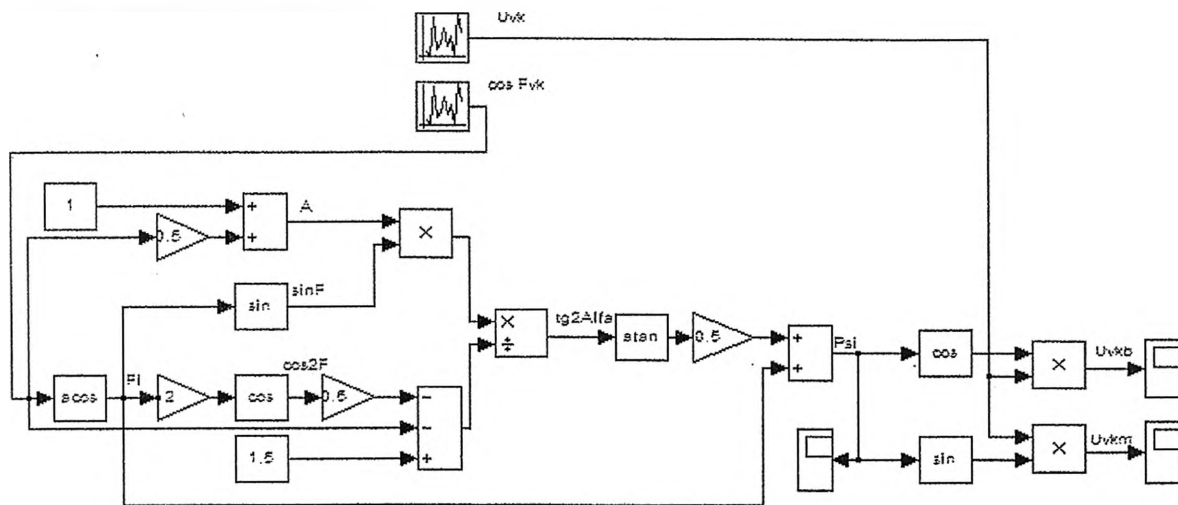 Uvk
cos Fvk
1
+
A
0.5
+
×
sin
sinF
×
÷
tg2Alfa
atan
0.5
+
+
Psi
cos
×
Uvkb
acos
FI
2
cos
cos2F
0.5
-
-
+
1.5
sin
×
Uvkm